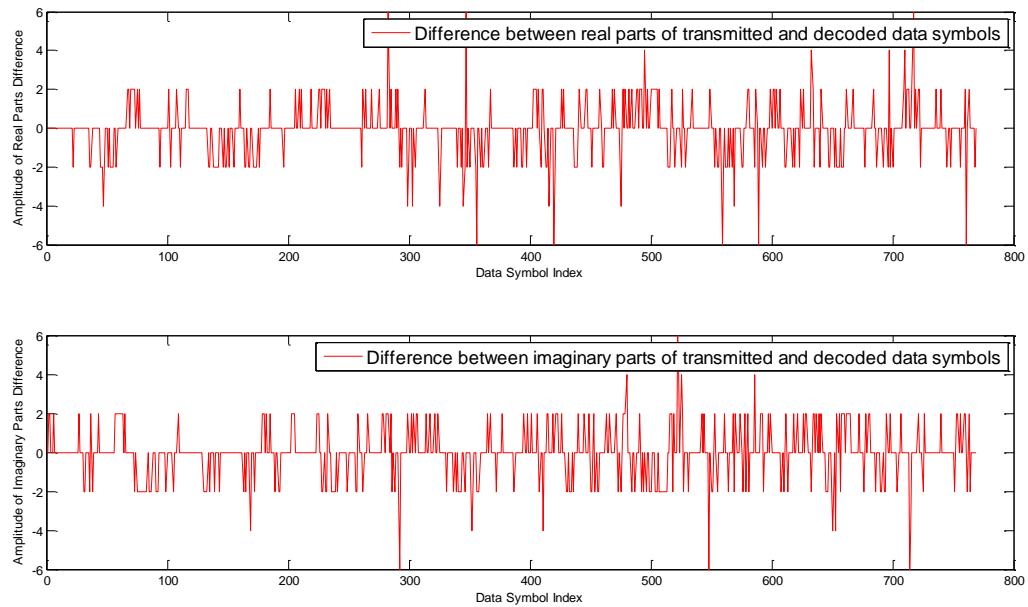 Difference between real parts of transmitted and decoded data symbols
Amplitude of Real Parts Difference
6
4
2
0
-2
-4
-6
0 100 200 300 400 500 600 700 800
Data Symbol Index
Difference between imaginary parts of transmitted and decoded data symbols
Amplitude of Imaginary Parts Difference
6
4
2
0
-2
-4
-6
0 100 200 300 400 500 600 700 800
Data Symbol Index